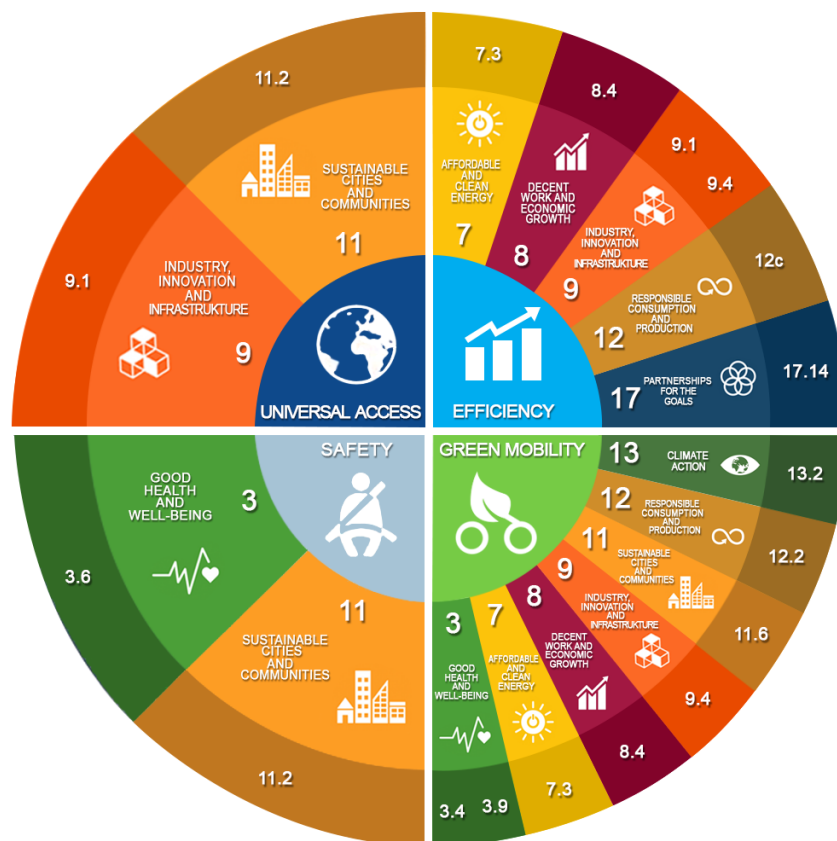 11.2
SUSTAINABLE
CITIES
AND
COMMUNITIES
11
9.1
INDUSTRY,
INNOVATION
AND
INFRASTRUKTURE
9
UNIVERSAL ACCESS
7.3
AFFORDABLE
AND
CLEAN
ENERGY
7
8.4
DECENT
WORK AND
ECONOMIC
GROWTH
8
9.1
9.4
INDUSTRY,
INNOVATION
AND
INFRASTRUKTURE
9
12c
RESPONSIBLE
CONSUMPTION
AND
PRODUCTION
12
17.14
PARTNERSHIPS
FOR THE
GOALS
17
EFFICIENCY
SAFETY
GOOD
HEALTH
AND
WELL-BEING
3
3.6
11
SUSTAINABLE
CITIES
AND
COMMUNITIES
11.2
GREEN MOBILITY
13
CLIMATE
ACTION
13.2
12
RESPONSIBLE
CONSUMPTION
AND
PRODUCTION
12.2
11
SUSTAINABLE
CITIES
AND
COMMUNITIES
11.6
9
INDUSTRY,
INNOVATION
AND
INFRASTRUKTURE
9.4
8
DECENT
WORK AND
ECONOMIC
GROWTH
8.4
7
AFFORDABLE
AND
CLEAN
ENERGY
7.3
3
GOOD
HEALTH
AND
WELL-BEING
3.4
3.9